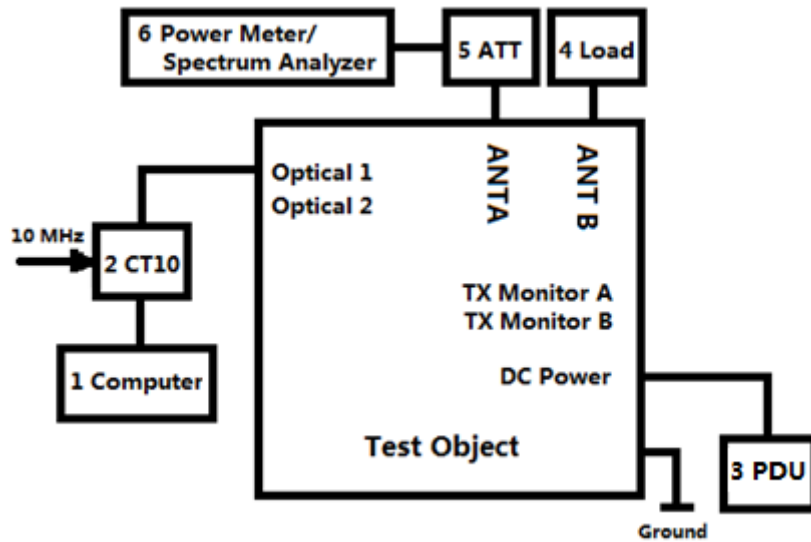 6 Power Meter/
Spectrum Analyzer
5 ATT
4 Load
Optical 1
Optical 2
ANTA
ANT B
10 MHz
2 CT10
TX Monitor A
TX Monitor B
1 Computer
DC Power
Test Object
3 PDU
Ground